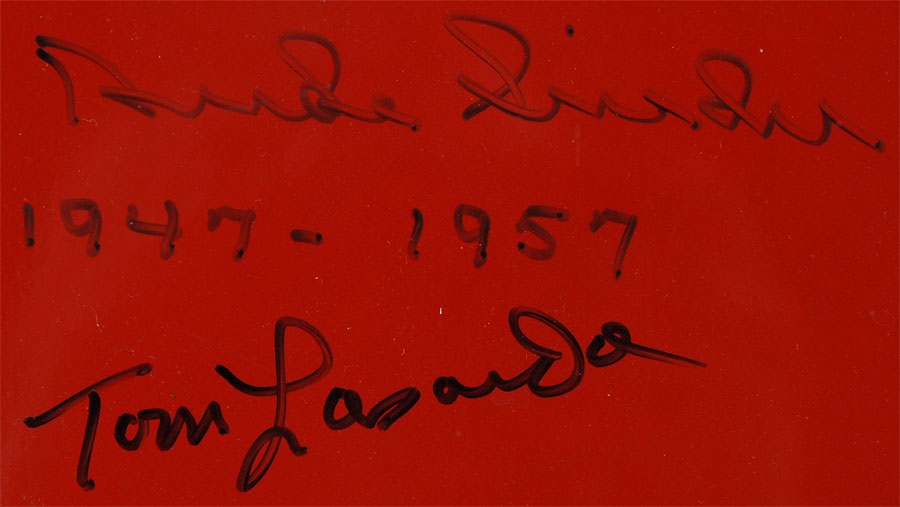 Duke Snider
1947 - 1957
Tom Lasorda